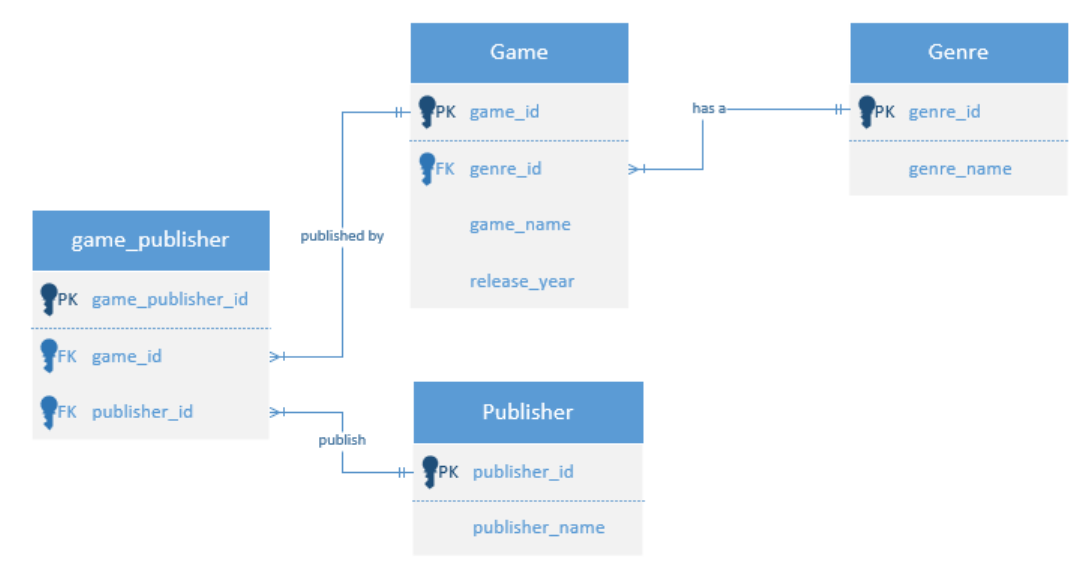 Game
PK game_id
FK genre_id
game_name
release_year
Genre
PK genre_id
genre_name
has a
published by
game_publisher
PK game_publisher_id
FK game_id
FK publisher_id
publish
Publisher
PK publisher_id
publisher_name